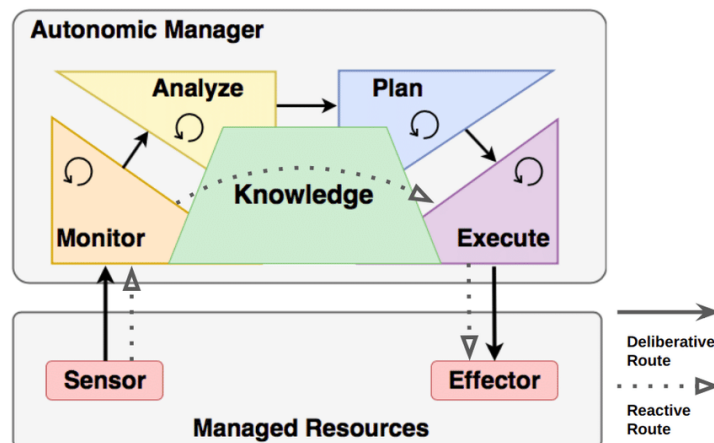 Autonomic Manager
Analyze
Plan
Knowledge
Monitor
Execute
Deliberative
Route
Sensor
Effector
Reactive
Route
Managed Resources